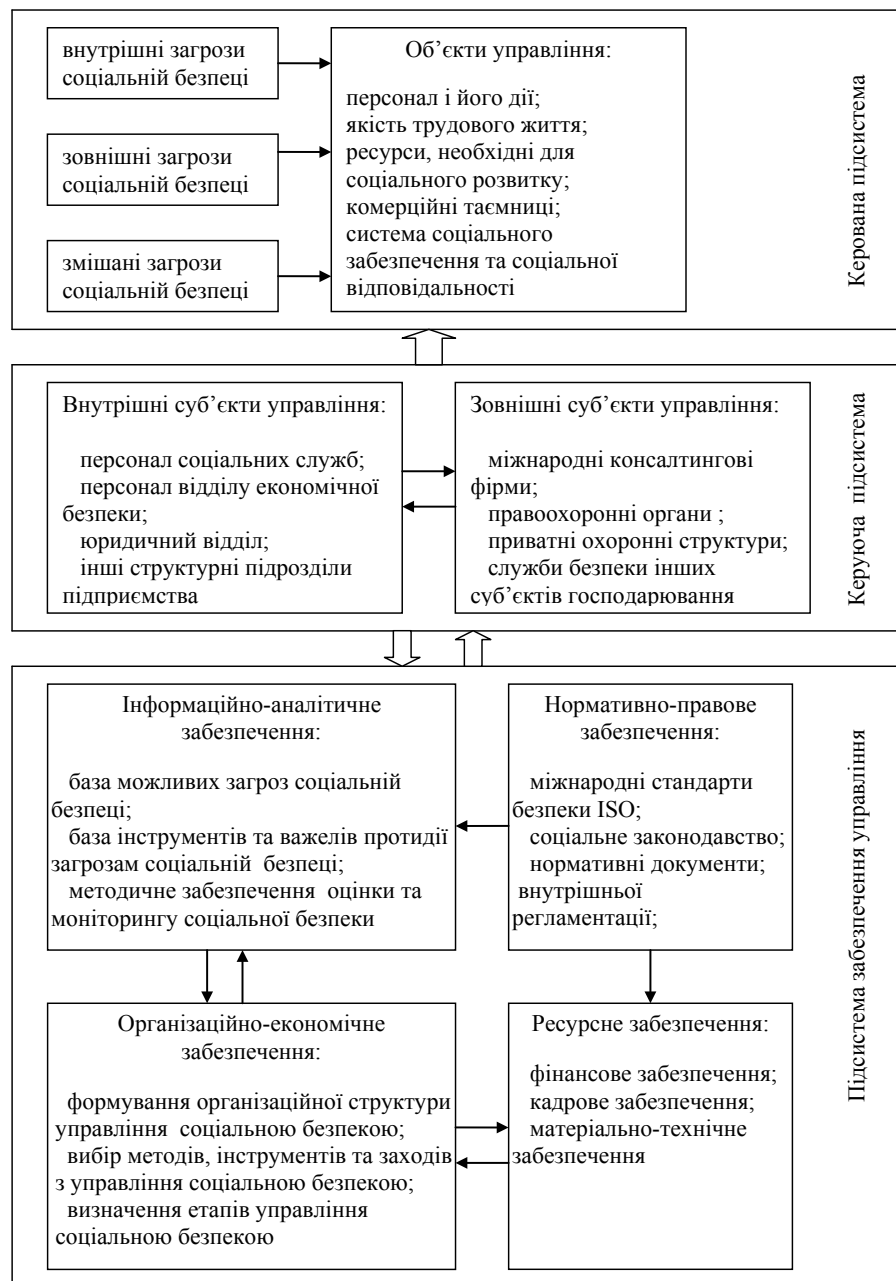 внутрішні загрози
соціальній безпеці
зовнішні загрози
соціальній безпеці
змішані загрози
соціальній безпеці
Об’єкти управління:
персонал і його дії;
якість трудового життя;
ресурси, необхідні для
соціального розвитку;
комерційні таємниці;
система соціального
забезпечення та соціальної
відповідальності
Керована підсистема
Внутрішні суб’єкти управління:
персонал соціальних служб;
персонал відділу економічної
безпеки;
юридичний відділ;
інші структурні підрозділи
підприємства
Зовнішні суб’єкти управління:
міжнародні консалтингові
фірми;
правоохоронні органи ;
приватні охоронні структури;
служби безпеки інших
суб’єктів господарювання
Керуюча підсистема
Інформаційно-аналітичне
забезпечення:
база можливих загроз соціальній
безпеці;
база інструментів та важелів протидії
загрозам соціальній безпеці;
методичне забезпечення оцінки та
моніторингу соціальної безпеки
Нормативно-правове
забезпечення:
міжнародні стандарти
безпеки ISO;
соціальне законодавство;
нормативні документи;
внутрішньої
регламентації;
Організаційно-економічне
забезпечення:
формування організаційної структури
управління соціальною безпекою;
вибір методів, інструментів та заходів
з управління соціальною безпекою;
визначення етапів управління
соціальною безпекою
Ресурсне забезпечення:
фінансове забезпечення;
кадрове забезпечення;
матеріально-технічне
забезпечення
Підсистема забезпечення управління